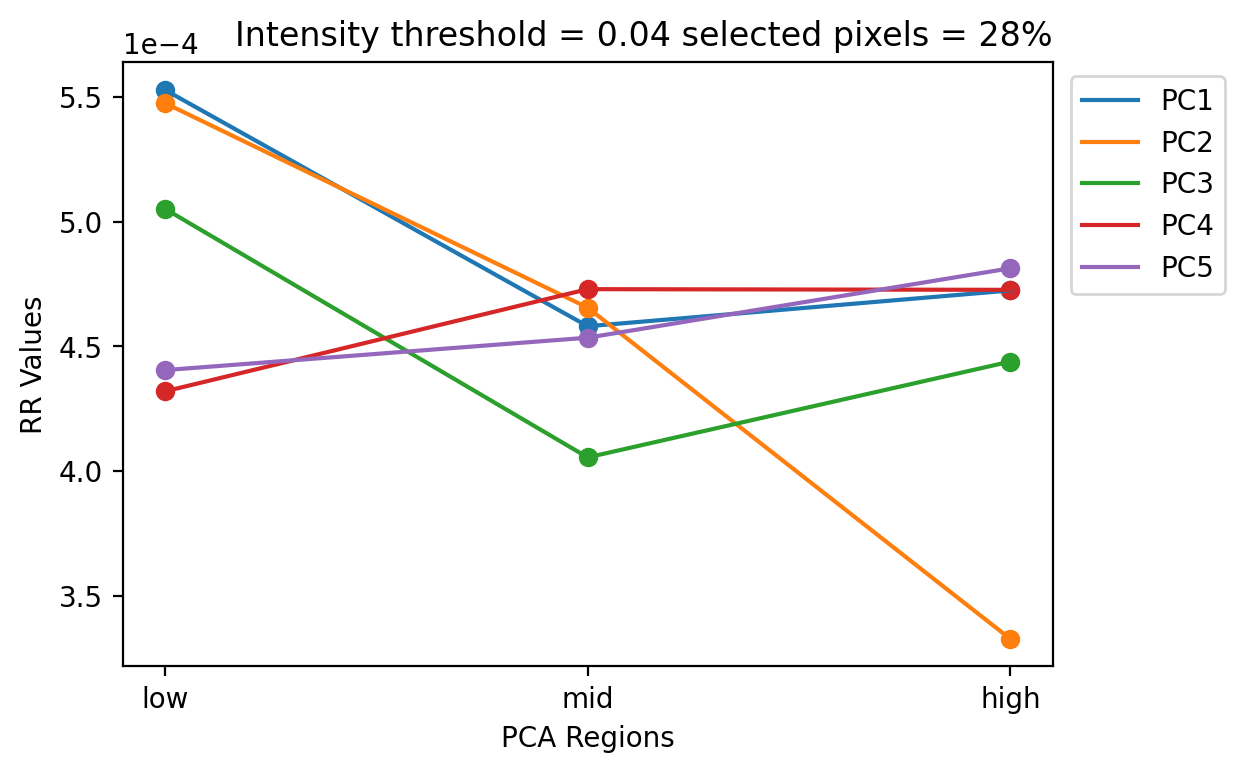 Intensity threshold = 0.04 selected pixels = 28%
1e−4
5.5
5.0
4.5
4.0
3.5
RR Values
low
mid
high
PCA Regions
PC1
PC2
PC3
PC4
PC5